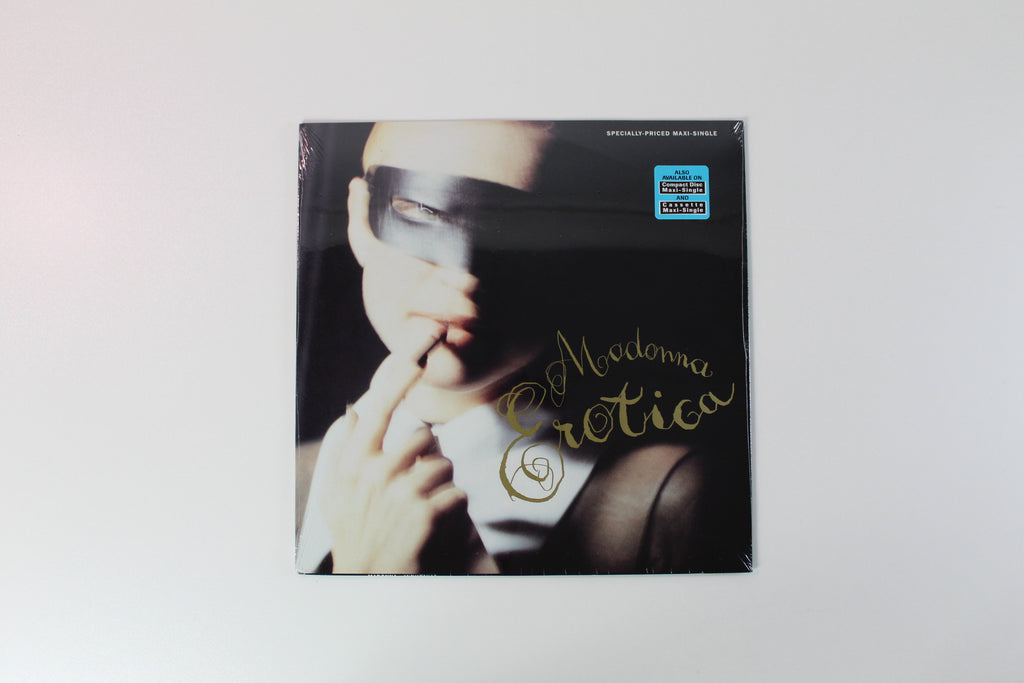 SPECIALLY-PRICED MAXI-SINGLE
ALSO
AVAILABLE ON
Compact Disc
Maxi-Single
AND
Cassette
Maxi-Single
Madonna
Erotica